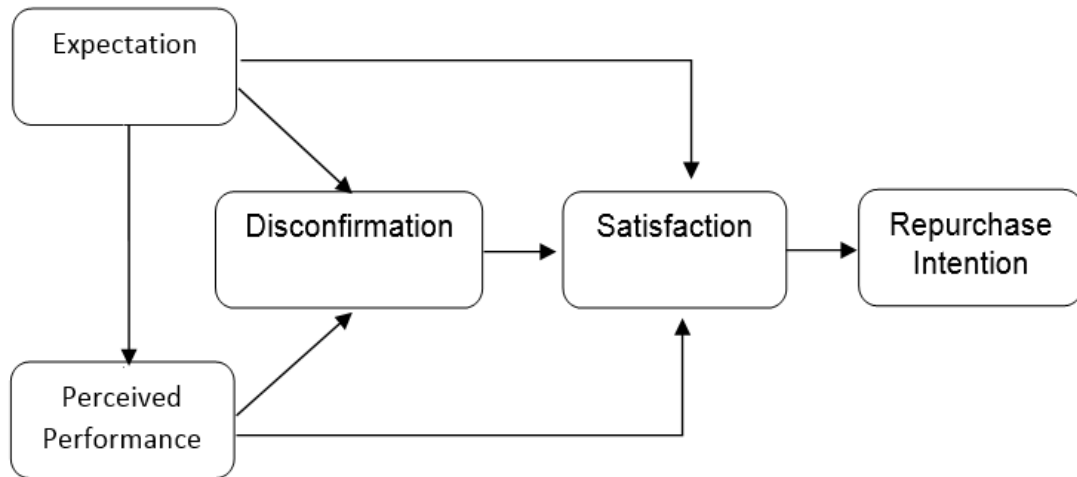 Expectation
Disconfirmation
Satisfaction
Repurchase
Intention
Perceived
Performance